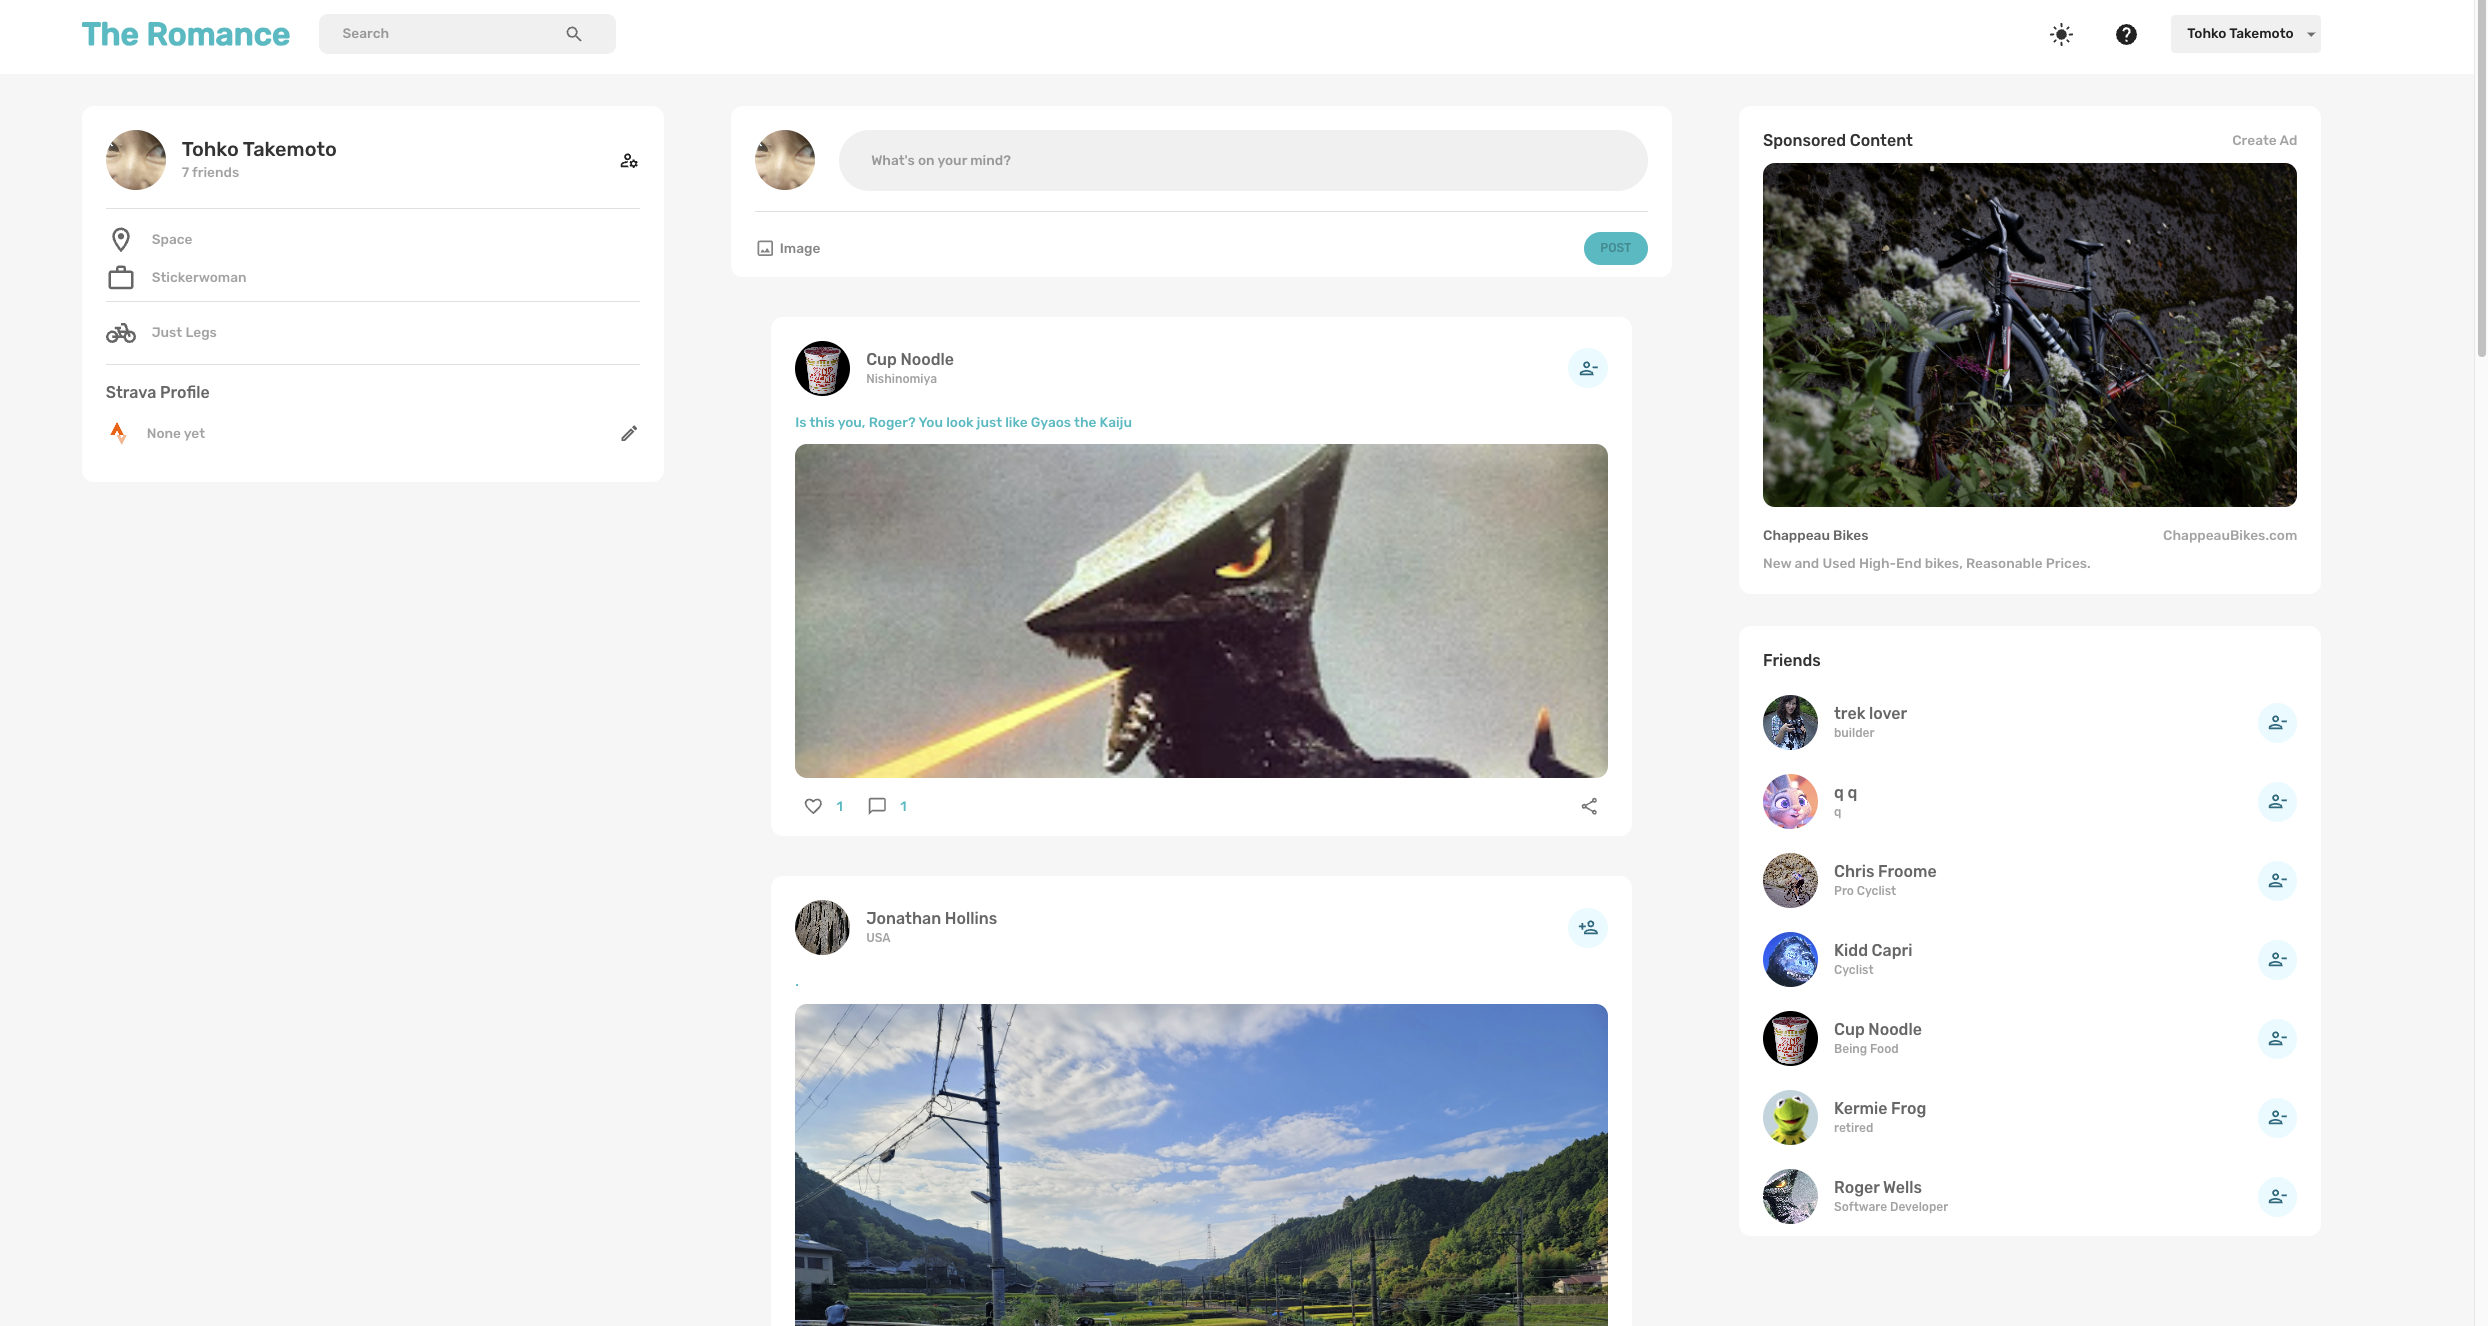 The Romance
Search
Tohko Takemoto
Tohko Takemoto
7 friends
Space
Stickerwoman
Just Legs
Strava Profile
None yet
What's on your mind?
Image
POST
Cup Noodle
Nishinomiya
Is this you, Roger? You look just like Gyaos the Kaiju
1
1
Jonathan Hollins
USA
.
Sponsored Content
Create Ad
Chappeau Bikes
ChappeauBikes.com
New and Used High-End bikes, Reasonable Prices.
Friends
trek lover
builder
q q
q
Chris Froome
Pro Cyclist
Kidd Capri
Cyclist
Cup Noodle
Being Food
Kermie Frog
retired
Roger Wells
Software Developer